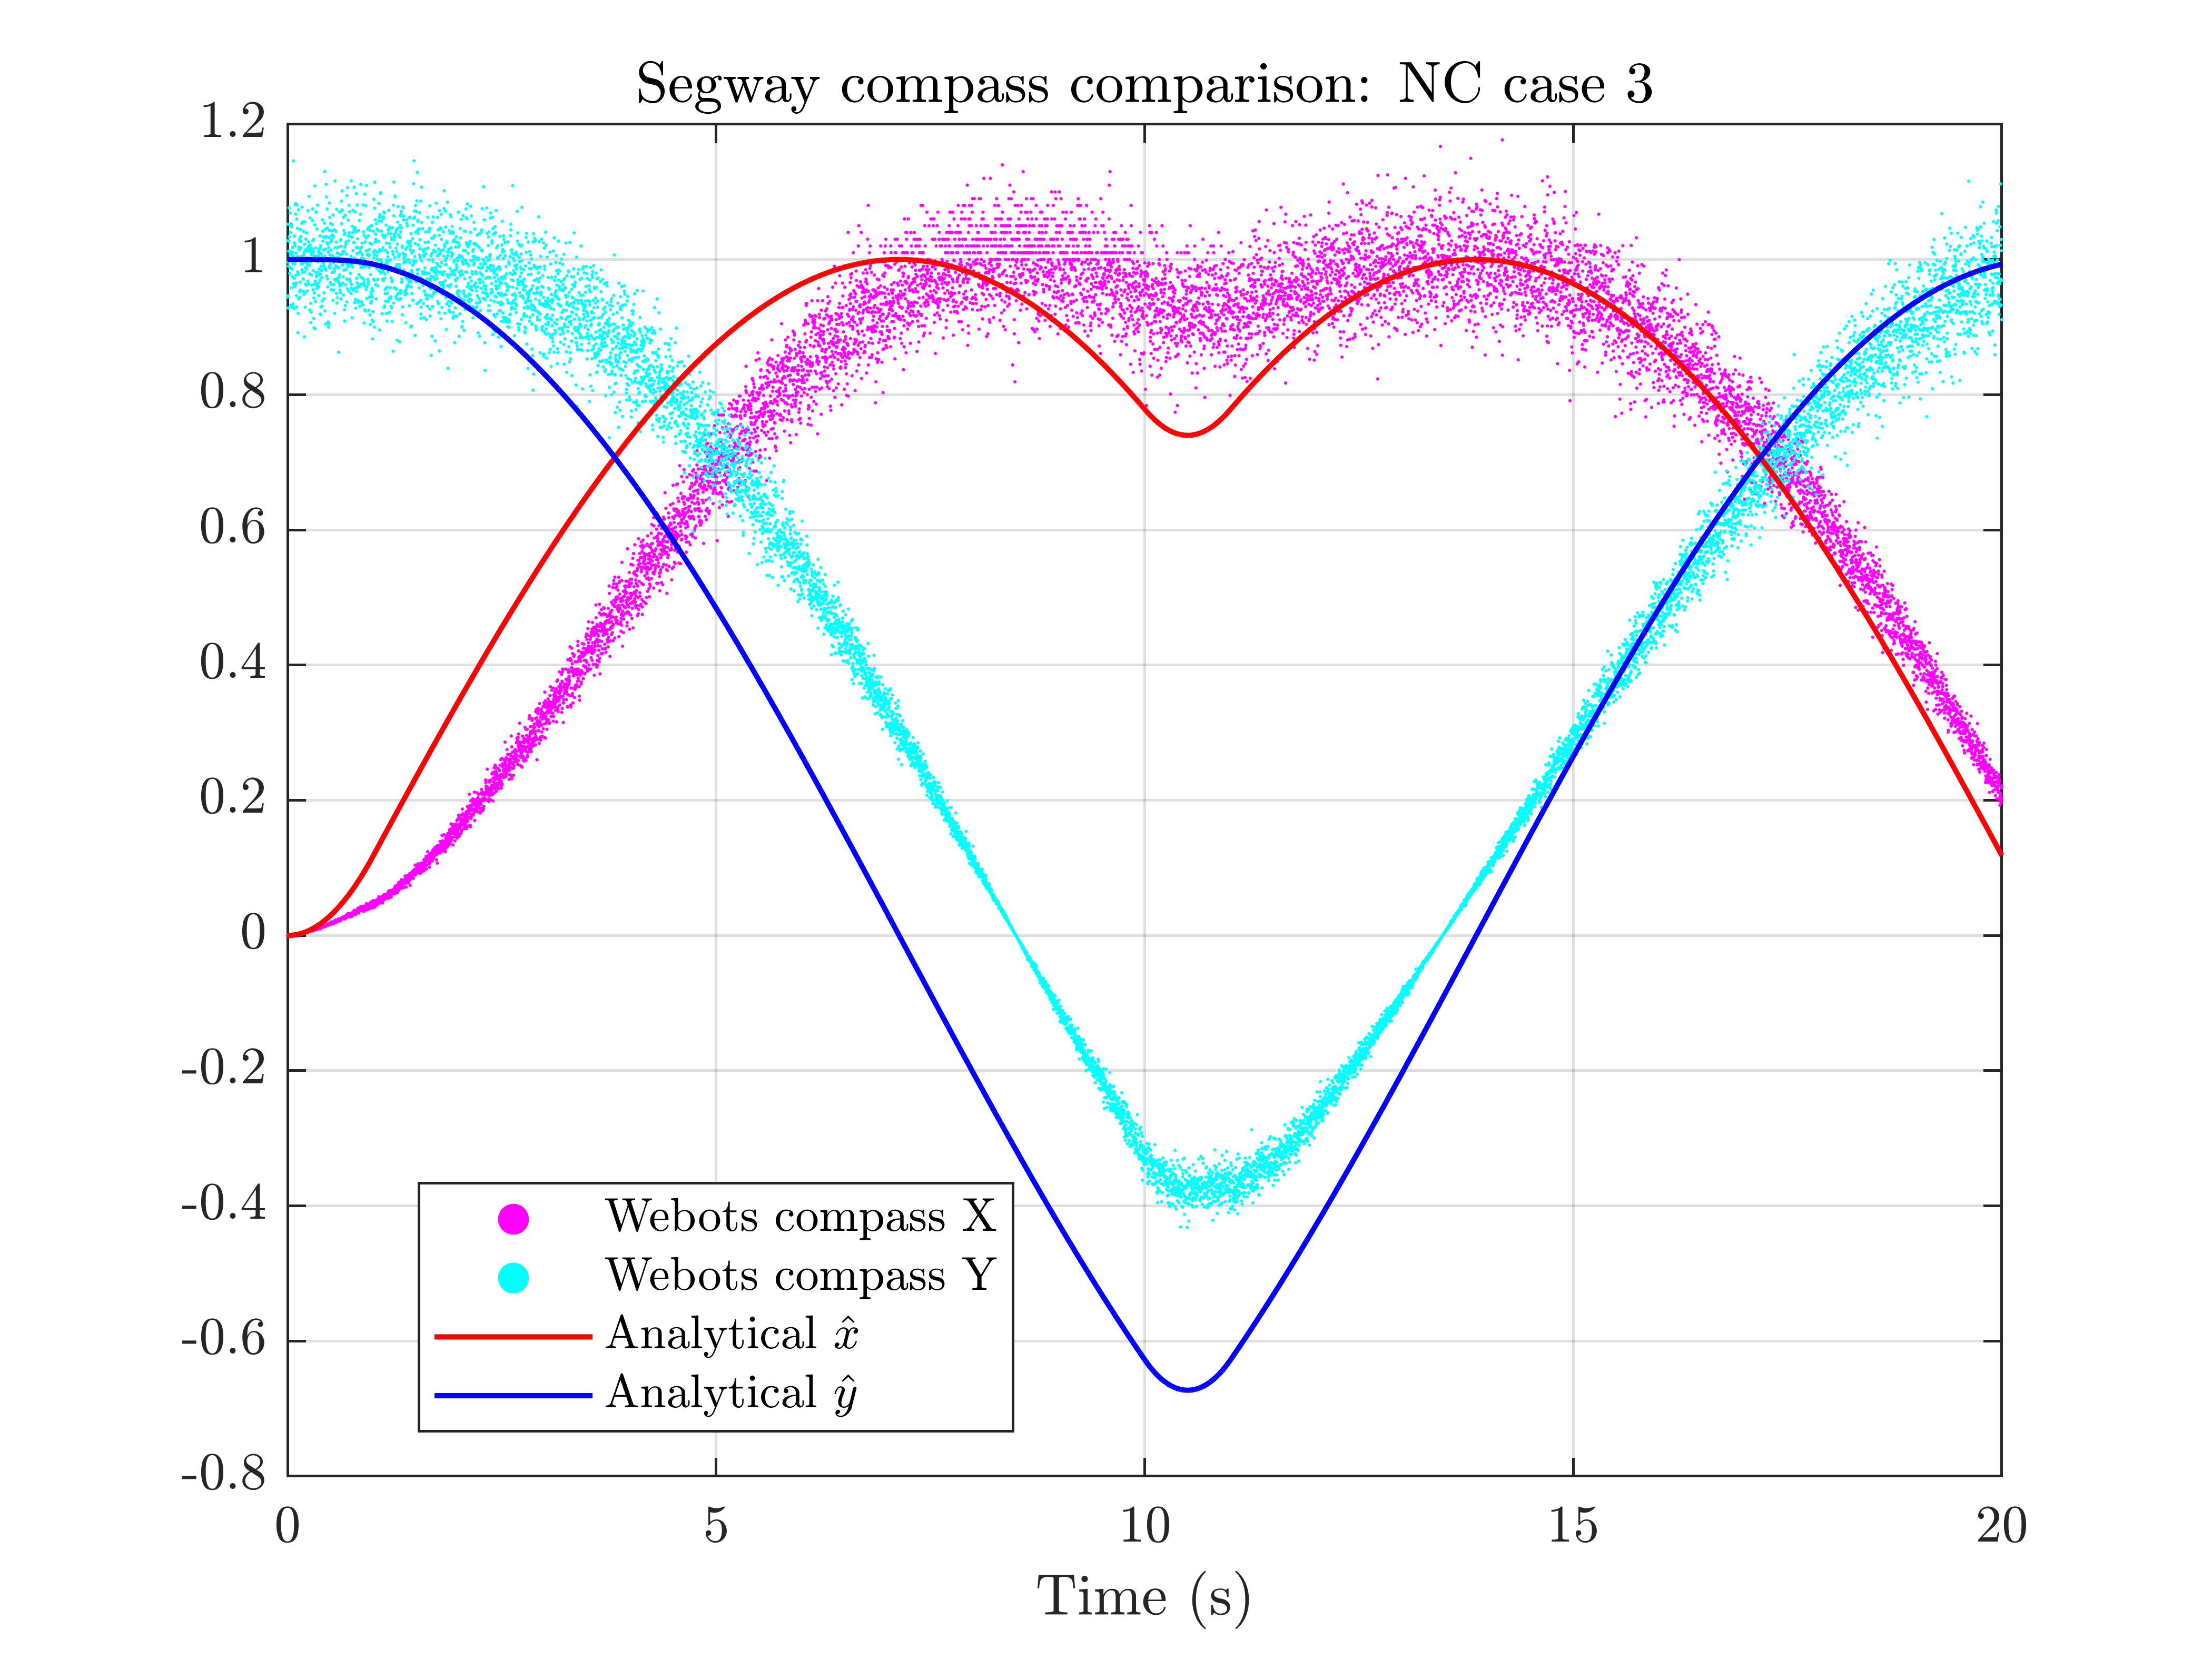 Segway compass comparison: NC case 3
1.2
1
0.8
0.6
0.4
0.2
0
-0.2
-0.4
-0.6
-0.8
Webots compass X
Webots compass Y
Analytical x̂
Analytical ŷ
0 5 10 15 20
Time (s)